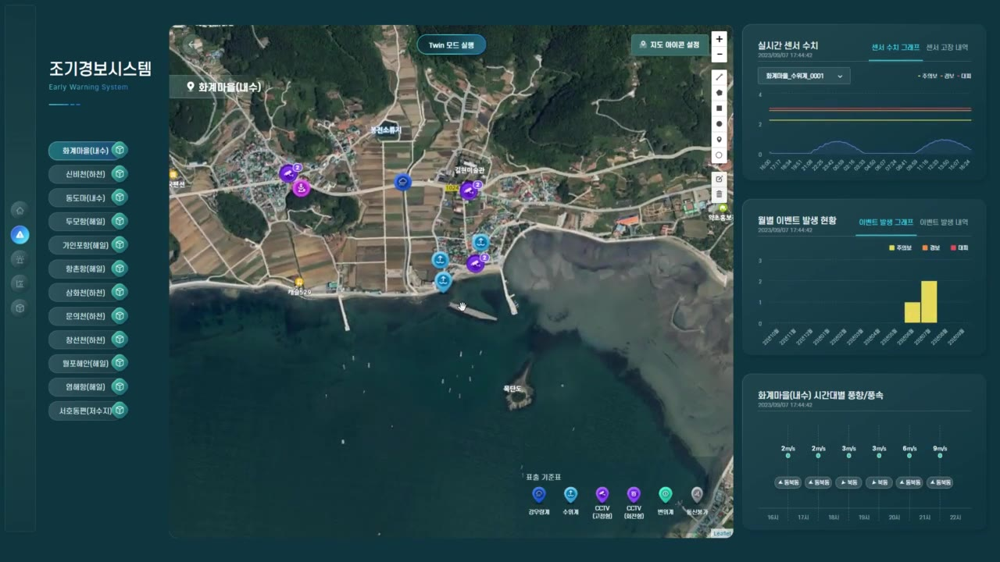 조기경보시스템
Early Warning System
화계마을(내수)
신비천(하천)
동도마(내수)
두모항(해일)
가인포항(해일)
항촌항(해일)
삼화천(하천)
문의천(하천)
창선천(하천)
월포해안(해일)
염해항(해일)
서호동편(저수지)
Twin 모드 실행
지도 아이콘 설정
화계마을(내수)
봉전소류지
길현미술관
1024
2
2
2
캐슬529
목단도
표출 기준표
강우량계
수위계
CCTV
(고정형)
CCTV
(회전형)
변위계
통신불가
Leaflet
실시간 센서 수치
2023/09/07 17:44:42
센서 수치 그래프
센서 고장 내역
화계마을_수위계_0001
주의보 - 경보 - 대피
4
2
0
월별 이벤트 발생 현황
2023/09/07 17:44:42
이벤트 발생 그래프
이벤트 발생 내역
주의보
경보
대피
3
2
1
0
화계마을(내수) 시간대별 풍향/풍속
2023/09/07 17:44:42
2m/s 2m/s 3m/s 3m/s 6m/s 9m/s
동북동 동북동 북동 북동 동북동 동북동
16시 17시 18시 19시 20시 21시 22시